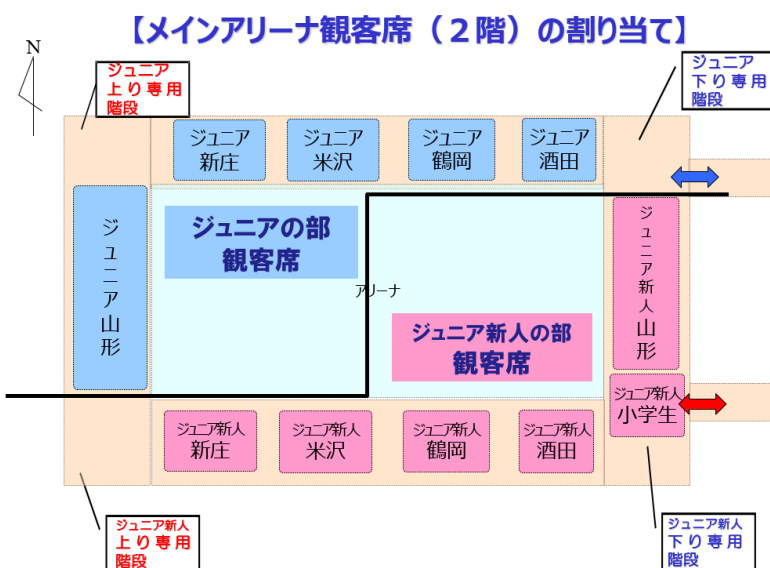 【メインアリーナ観客席（２階）の割り当て】
N
ジュニア
上り専用
階段
ジュニア
下り専用
階段
ジュニア
新庄
ジュニア
米沢
ジュニア
鶴岡
ジュニア
酒田
ジュニア山形
ジュニアの部
観客席
アリーナ
ジュニア新人の部
観客席
ジュニア新人山形
ジュニア新人
小学生
ジュニア新人
新庄
ジュニア新人
米沢
ジュニア新人
鶴岡
ジュニア新人
酒田
ジュニア新人
上り専用
階段
ジュニア新人
下り専用
階段